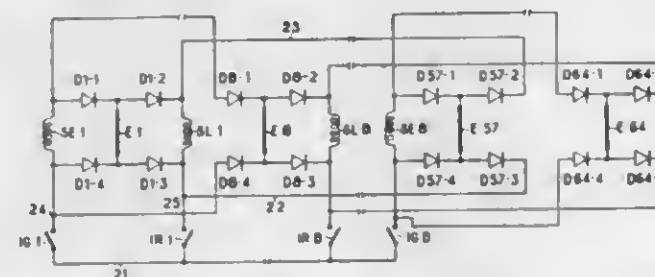 23
D1-1 D1-2 D8-1 D8-2 D57-1 D57-2 D64-1 D64-
SE 1 E 1 SL 1 E 8 SL 8 SE 8 E 57 E 64
D1-4 D1-3 D8-4 D8-3 D57-4 D57-3 D64-4 D64-
24 25 22
IG 1 IR 1 IR 8 IG 8
21